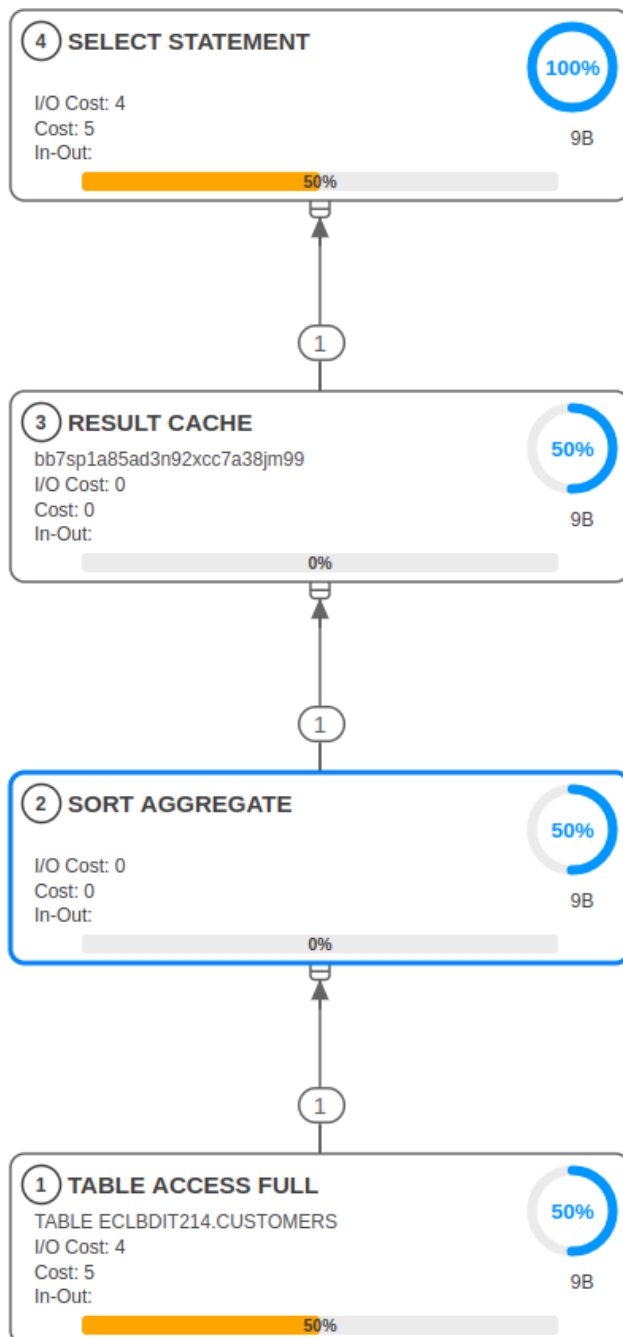 4 SELECT STATEMENT
100%
I/O Cost: 4
Cost: 5
In-Out:
9B
50%
1
3 RESULT CACHE
bb7sp1a85ad3n92xcc7a38jm99
50%
I/O Cost: 0
Cost: 0
In-Out:
9B
0%
1
2 SORT AGGREGATE
50%
I/O Cost: 0
Cost: 0
In-Out:
9B
0%
1
1 TABLE ACCESS FULL
TABLE ECLBDIT214.CUSTOMERS
50%
I/O Cost: 4
Cost: 5
In-Out:
9B
50%